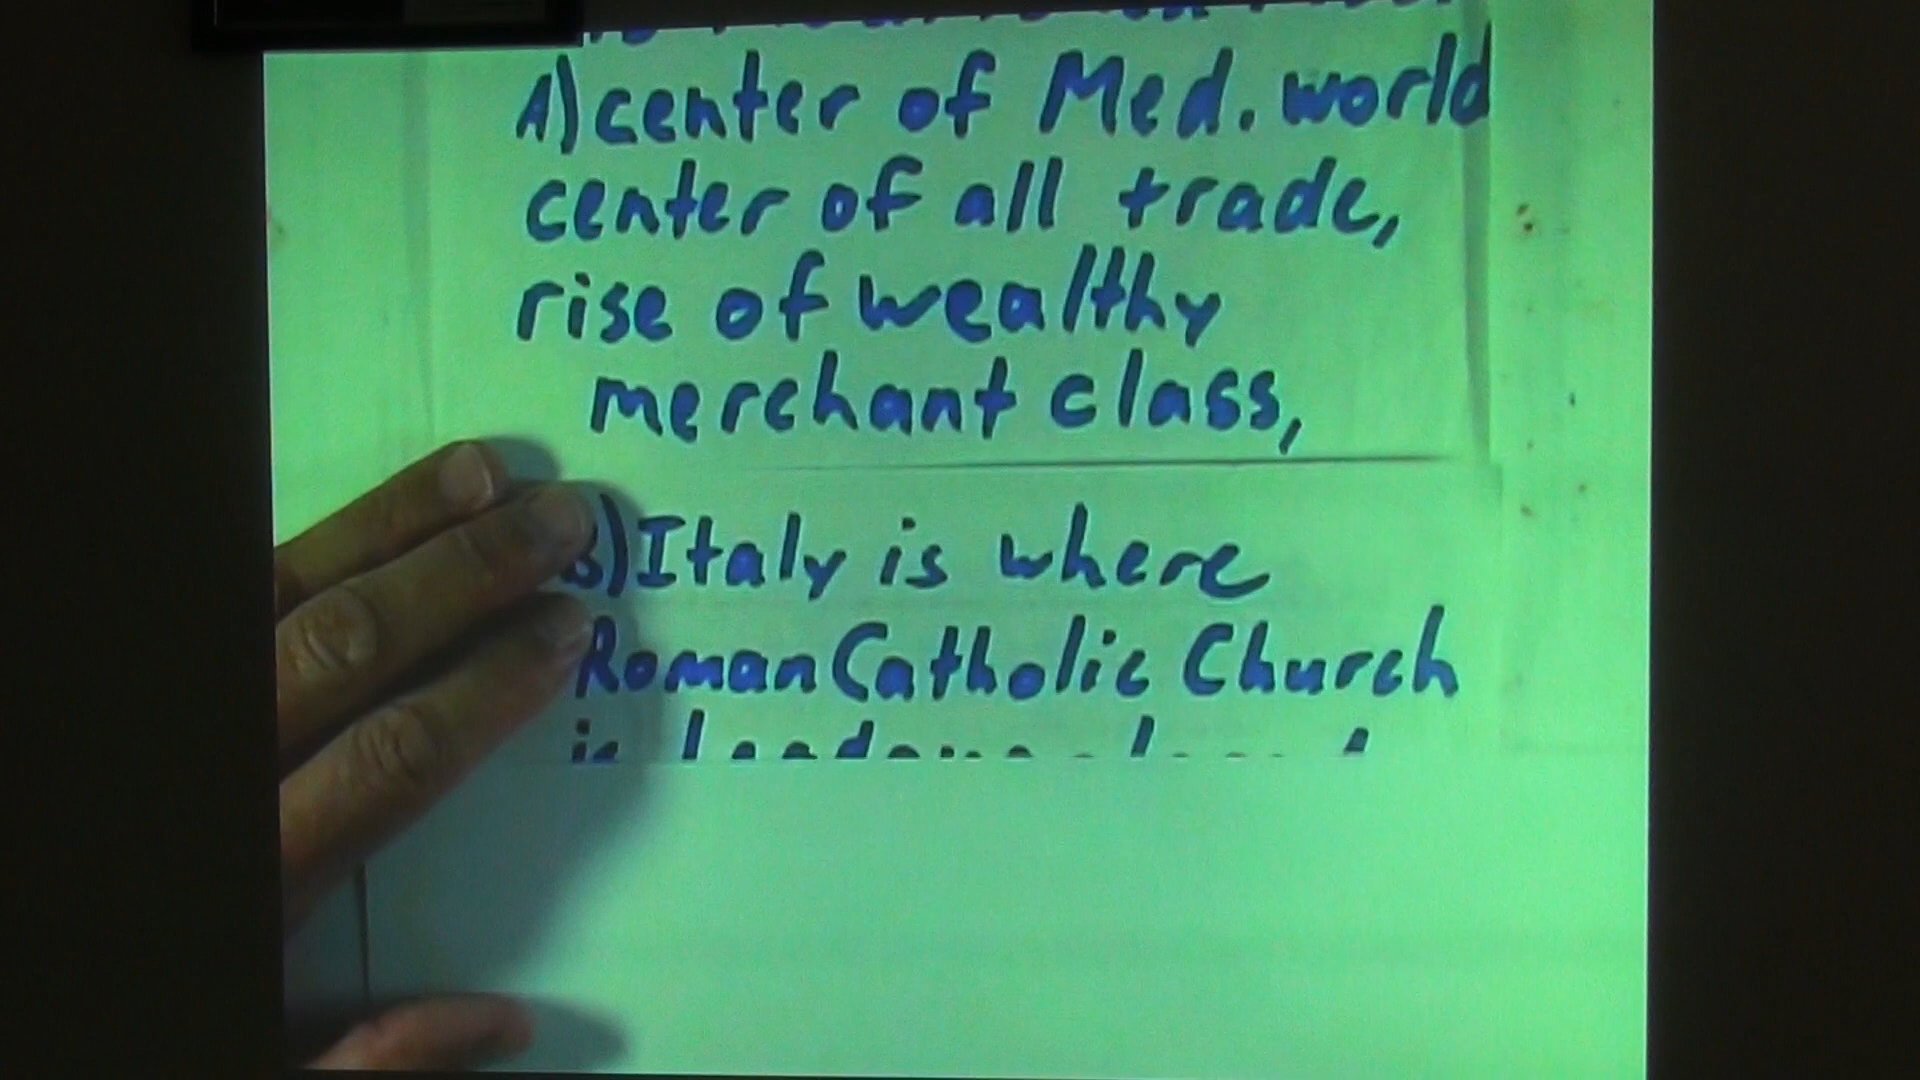 A) center of Med. world
center of all trade,
rise of wealthy
merchant class,
B) Italy is where
Roman Catholic Church
is